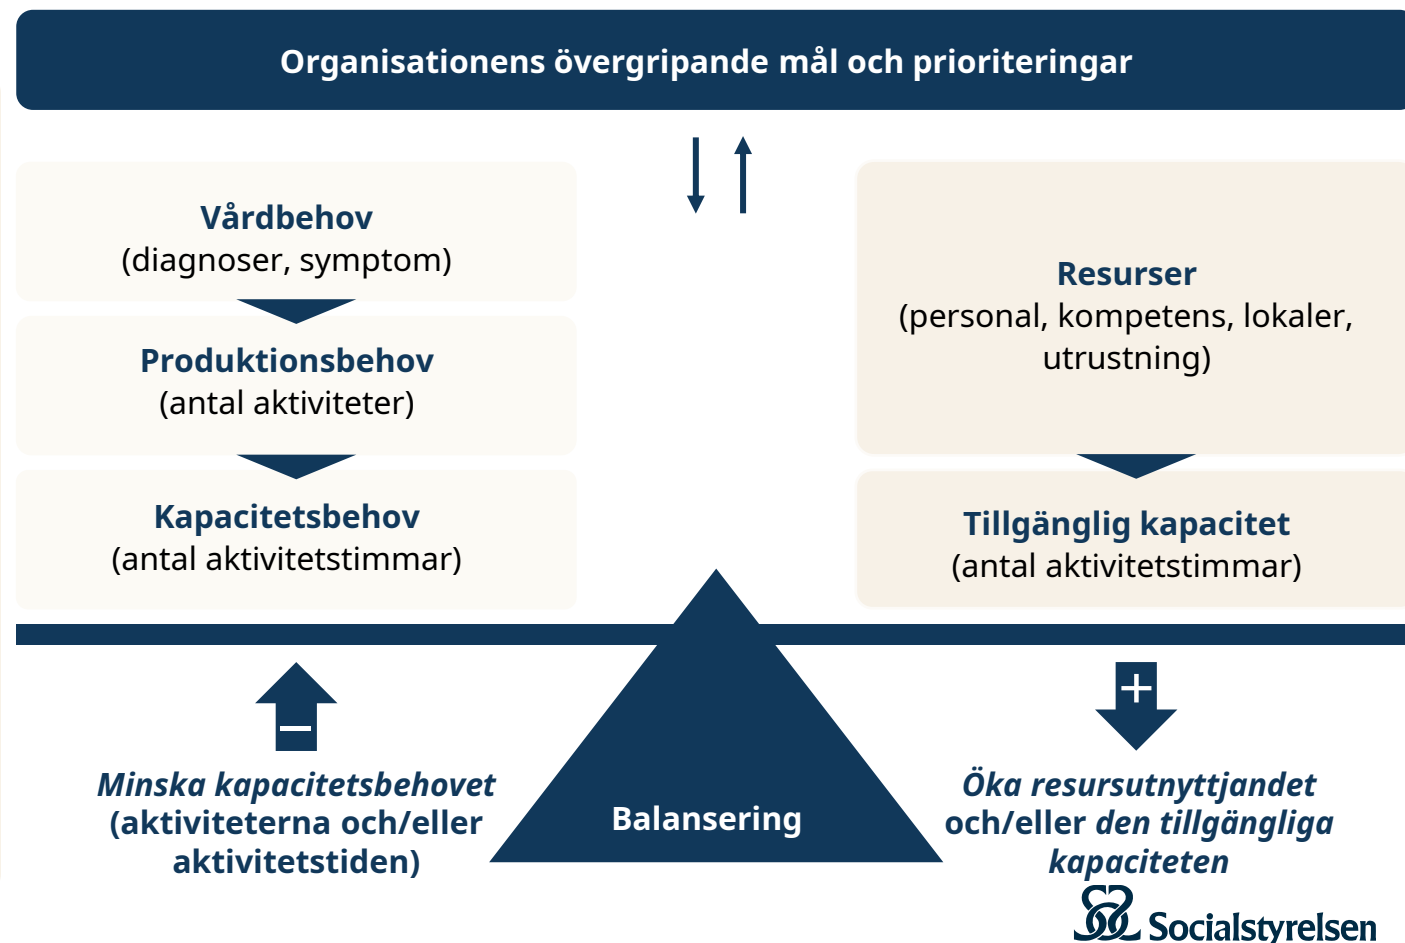 Organisationens övergripande mål och prioriteringar
Vårdbehov
(diagnoser, symptom)
Produktionsbehov
(antal aktiviteter)
Kapacitetsbehov
(antal aktivitetstimmar)
Resurser
(personal, kompetens, lokaler,
utrustning)
Tillgänglig kapacitet
(antal aktivitetstimmar)
–
Minska kapacitetsbehovet
(aktiviteterna och/eller
aktivitetstiden)
Balansering
+
Öka resursutnyttjandet
och/eller den tillgängliga
kapaciteten
Socialstyrelsen